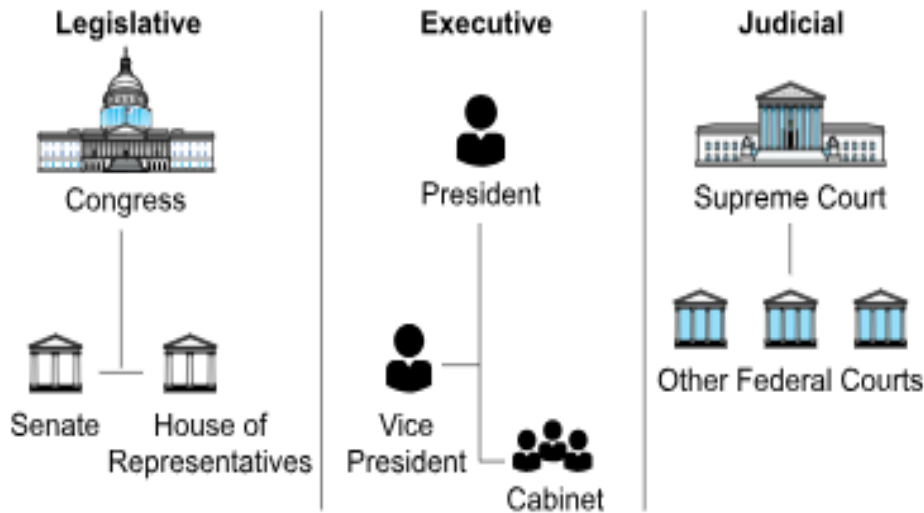 Legislative
Congress
Senate
House of
Representatives
Executive
President
Vice
President
Cabinet
Judicial
Supreme Court
Other Federal Courts